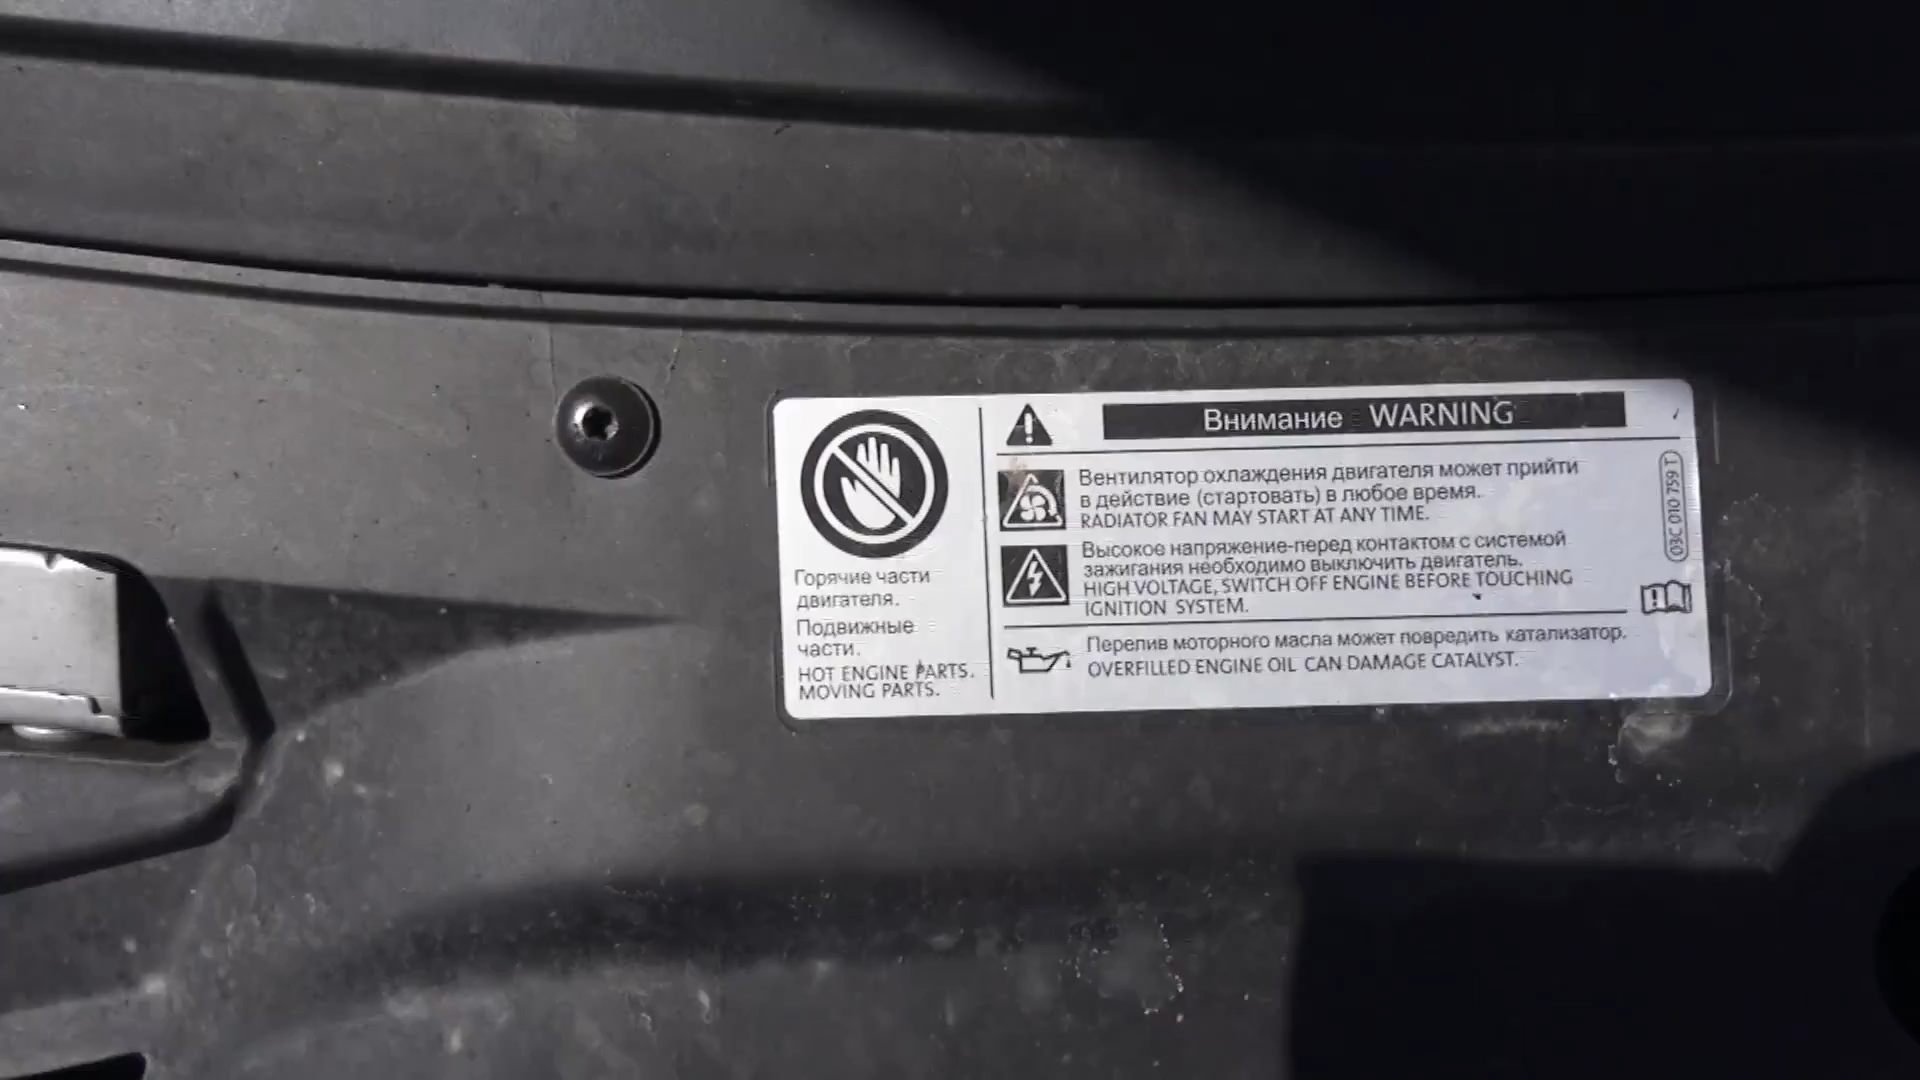 Внимание WARNING
Горячие части
двигателя.
Подвижные
части.
HOT ENGINE PARTS.
MOVING PARTS.
Вентилятор охлаждения двигателя может прийти
в действие (стартовать) в любое время.
RADIATOR FAN MAY START AT ANY TIME.
Высокое напряжение-перед контактом с системой
зажигания необходимо выключить двигатель.
HIGH VOLTAGE, SWITCH OFF ENGINE BEFORE TOUCHING
IGNITION SYSTEM.
Перелив моторного масла может повредить катализатор.
OVERFILLED ENGINE OIL CAN DAMAGE CATALYST.
03C 010 759 T